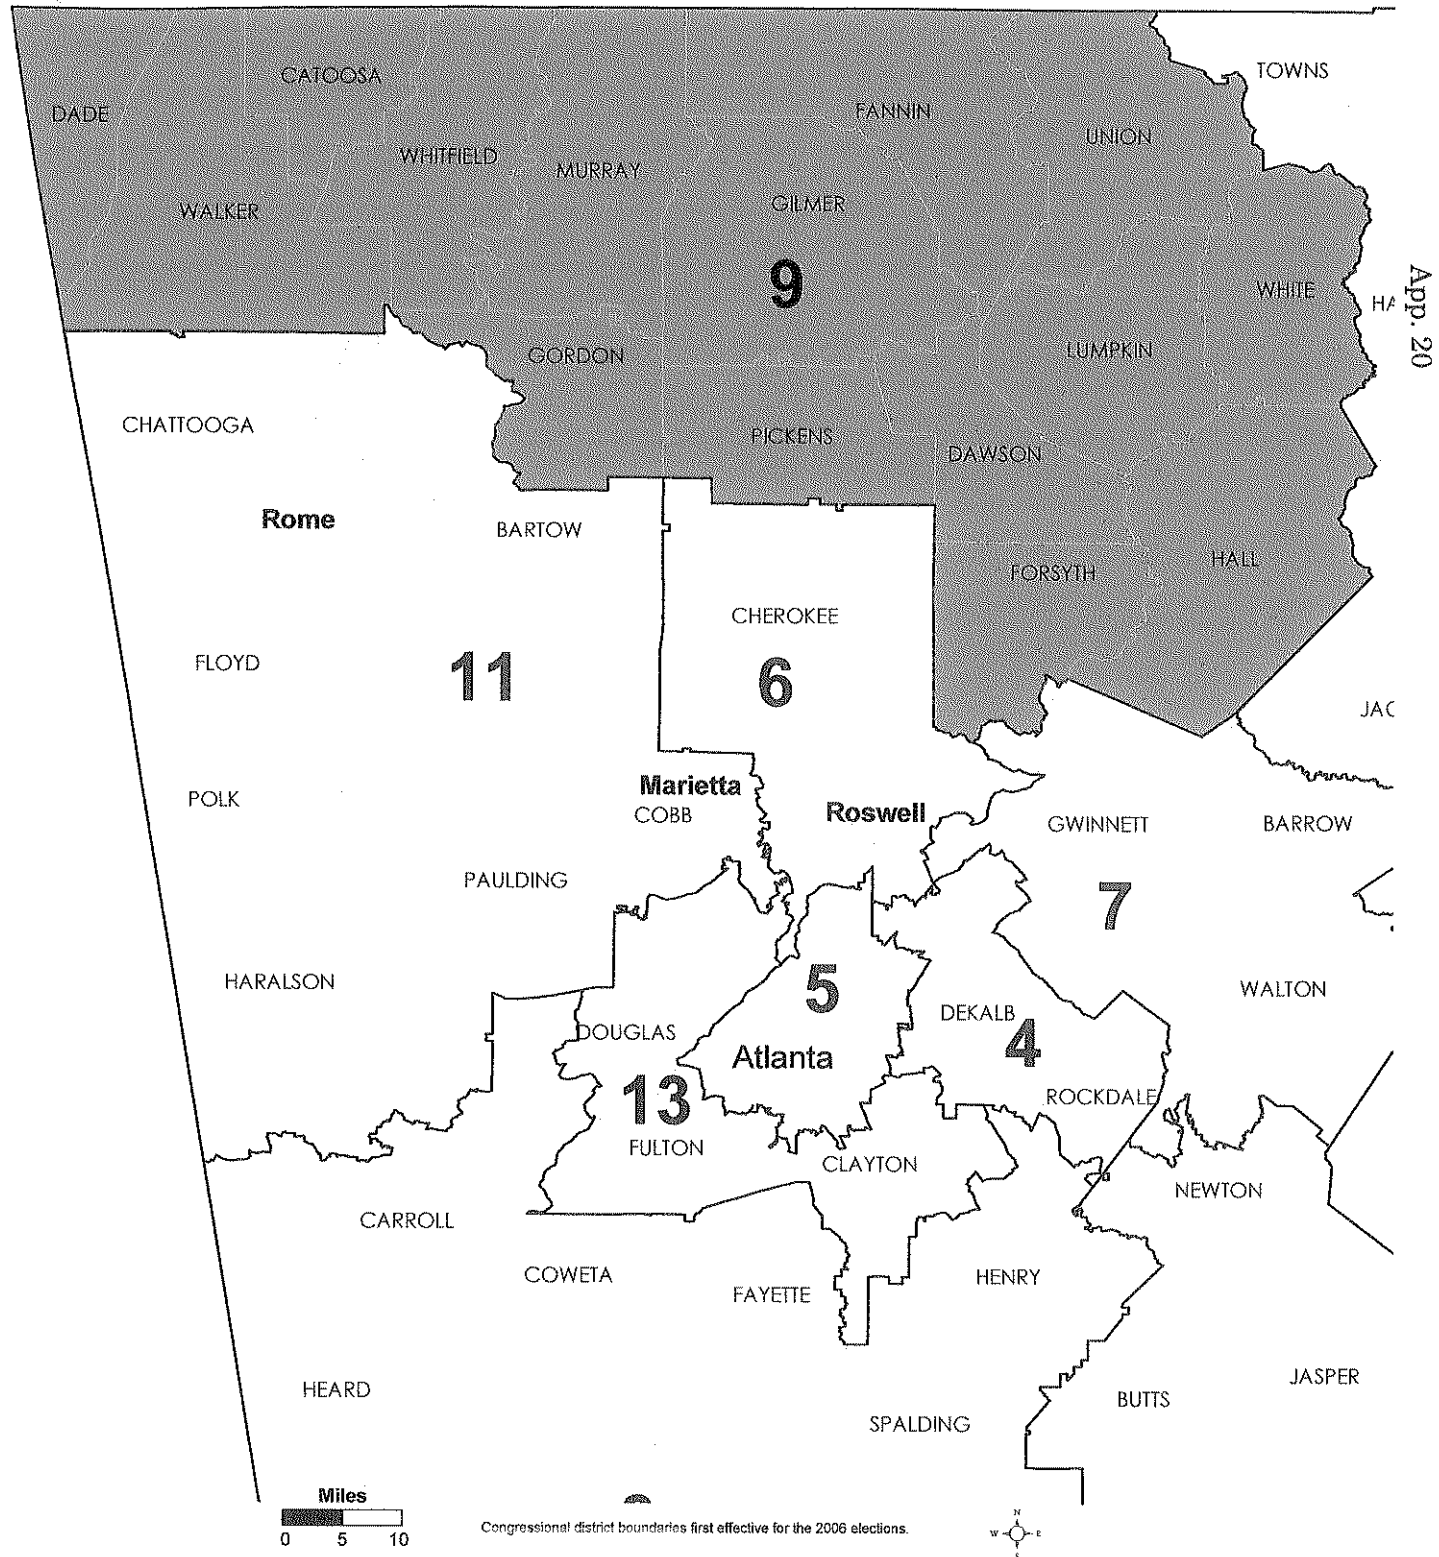 TOWNS
CATOOSA
DADE
FANNIN
UNION
WHITFIELD
MURRAY
WALKER
GILMER
9
WHITE
HA
App. 20
GORDON
LUMPKIN
CHATTOOGA
PICKENS
DAWSON
Rome
BARTOW
FORSYTH
HALL
CHEROKEE
FLOYD
11
6
JAC
Marietta
COBB
POLK
Roswell
GWINNETT
BARROW
PAULDING
7
HARALSON
5
WALTON
DOUGLAS
DEKALB
4
Atlanta
13
ROCKDALE
FULTON
CLAYTON
NEWTON
CARROLL
COWETA
FAYETTE
HENRY
HEARD
JASPER
BUTTS
SPALDING
Miles
0 5 10
Congressional district boundaries first effective for the 2006 elections.
N
W E
S